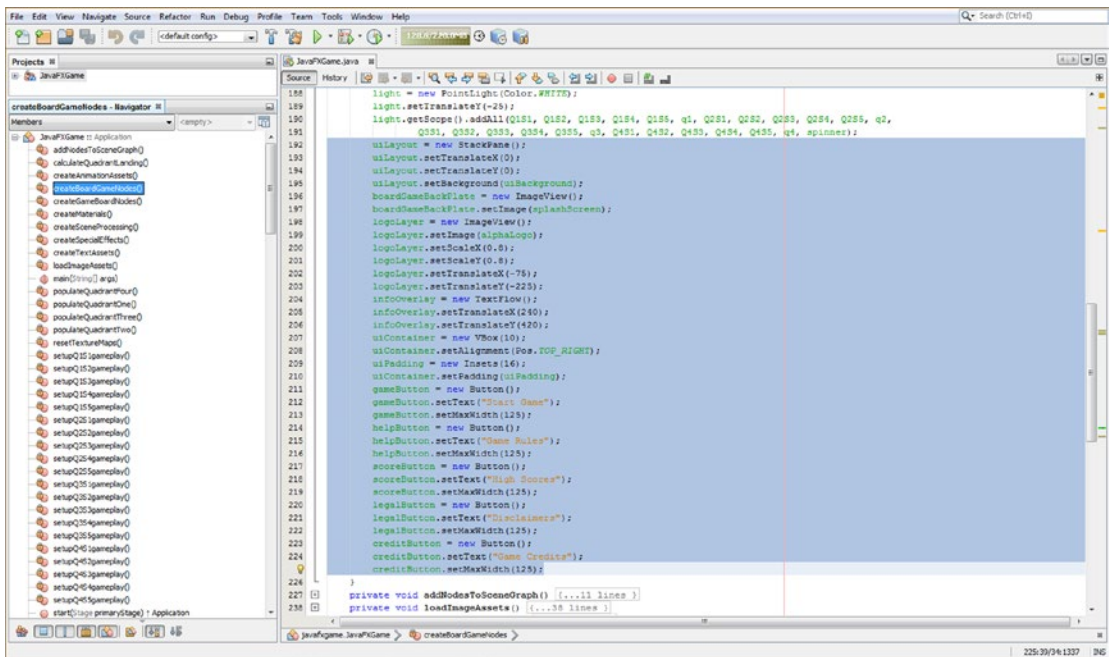 File Edit View Navigate Source Refactor Run Debug Profile Team Tools Window Help
Search (Ctrl+I)
<default config>
Projects
JavaFXGame
createBoardGameNodes - Navigator
Members
<empty>
JavaFXGame :: Application
addNodesToSceneGraph()
calculateQuadrantLanding()
createAnimationAssets()
createBoardGameNodes()
createGameBoardNodes()
createMaterials()
createSceneProcessing()
createSpecialEffects()
createTextAssets()
loadImageAssets()
main(String[] args)
populateQuadrantFour()
populateQuadrantOne()
populateQuadrantThree()
populateQuadrantTwo()
resetTextureMaps()
setupQ1S1gameplay()
setupQ1S2gameplay()
setupQ1S3gameplay()
setupQ1S4gameplay()
setupQ1S5gameplay()
setupQ2S1gameplay()
setupQ2S2gameplay()
setupQ2S3gameplay()
setupQ2S4gameplay()
setupQ2S5gameplay()
setupQ3S1gameplay()
setupQ3S2gameplay()
setupQ3S3gameplay()
setupQ3S4gameplay()
setupQ3S5gameplay()
setupQ4S1gameplay()
setupQ4S2gameplay()
setupQ4S3gameplay()
setupQ4S4gameplay()
setupQ4S5gameplay()
start(Stage primaryStage) ↑ Application
JavaFXGame.java
Source History
188 light = new PointLight(Color.WHITE);
189 light.setTranslateY(-25);
190 light.getScope().addAll(Q1S1, Q1S2, Q1S3, Q1S4, Q1S5, q1, Q2S1, Q2S2, Q2S3, Q2S4, Q2S5, q2,
191 Q3S1, Q3S2, Q3S3, Q3S4, Q3S5, q3, Q4S1, Q4S2, Q4S3, Q4S4, Q4S5, q4, spinner);
192 uiLayout = new StackPane();
193 uiLayout.setTranslateX(0);
194 uiLayout.setTranslateY(0);
195 uiLayout.setBackground(uiBackground);
196 boardGameBackPlate = new ImageView();
197 boardGameBackPlate.setImage(splashScreen);
198 logoLayer = new ImageView();
199 logoLayer.setImage(alphaLogo);
200 logoLayer.setScaleX(0.8);
201 logoLayer.setScaleY(0.8);
202 logoLayer.setTranslateX(-75);
203 logoLayer.setTranslateY(-225);
204 infoOverlay = new TextFlow();
205 infoOverlay.setTranslateX(240);
206 infoOverlay.setTranslateY(420);
207 uiContainer = new VBox(10);
208 uiContainer.setAlignment(Pos.TOP_RIGHT);
209 uiPadding = new Insets(16);
210 uiContainer.setPadding(uiPadding);
211 gameButton = new Button();
212 gameButton.setText("Start Game");
213 gameButton.setMaxWidth(125);
214 helpButton = new Button();
215 helpButton.setText("Game Rules");
216 helpButton.setMaxWidth(125);
217 scoreButton = new Button();
218 scoreButton.setText("High Scores");
219 scoreButton.setMaxWidth(125);
220 legalButton = new Button();
221 legalButton.setText("Disclaimers");
222 legalButton.setMaxWidth(125);
223 creditButton = new Button();
224 creditButton.setText("Game Credits");
creditButton.setMaxWidth(125);
226 }
227 private void addNodesToSceneGraph() {...11 lines }
238 private void loadImageAssets() {...38 lines }
javafxgame.JavaFXGame createBoardGameNodes
225:39/34:1337 INS